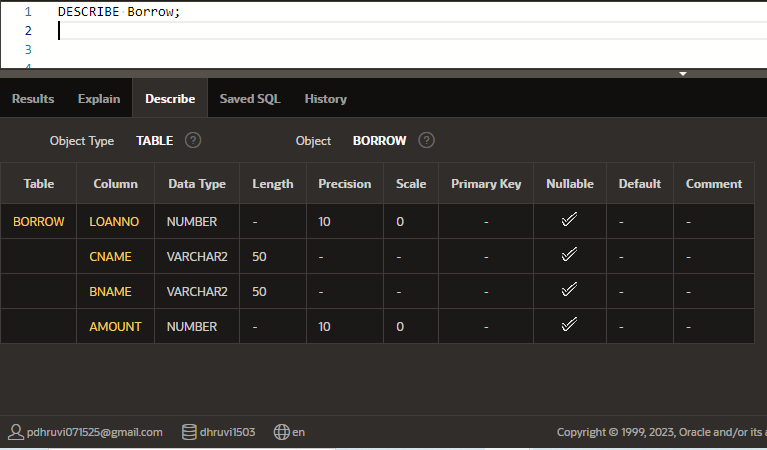 1 DESCRIBE Borrow;
2
3
4
Results Explain Describe Saved SQL History
Object Type TABLE ? Object BORROW ?
Table Column Data Type Length Precision Scale Primary Key Nullable Default Comment
BORROW LOANNO NUMBER - 10 0 - - -
CNAME VARCHAR2 50 - - - - -
BNAME VARCHAR2 50 - - - - -
AMOUNT NUMBER - 10 0 - - -
pdhruvi071525@gmail.com dhruvi1503 en Copyright © 1999, 2023, Oracle and/or its a